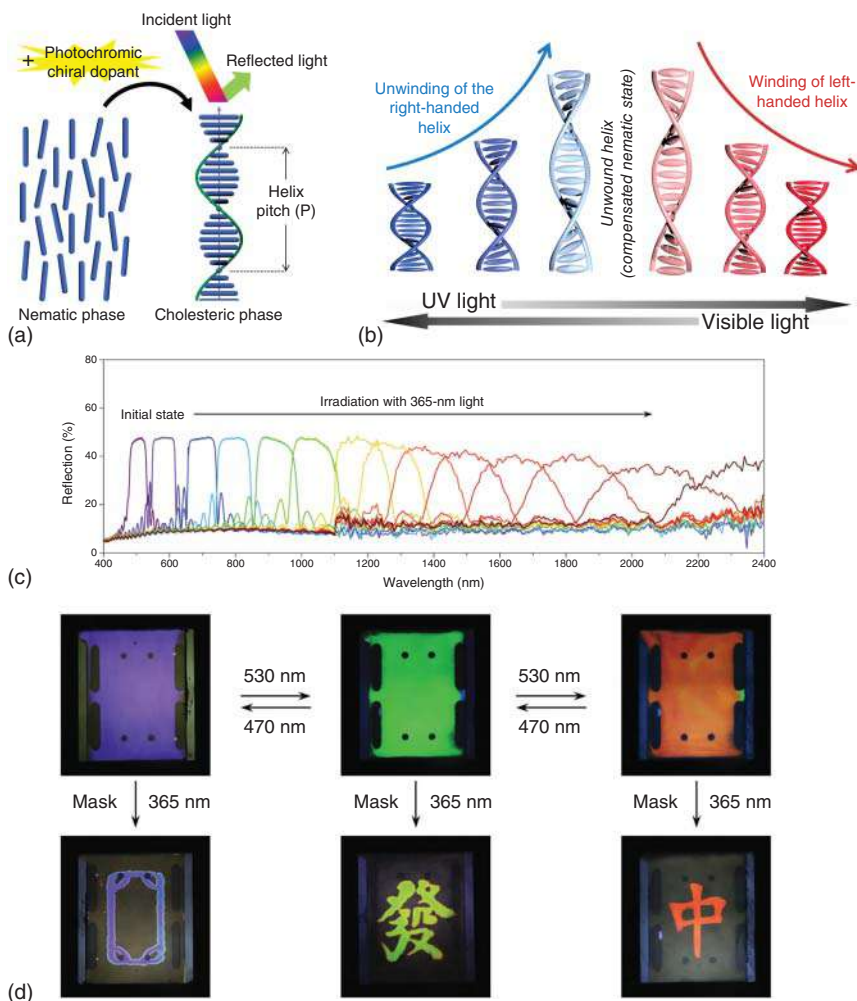 + Photochromic
chiral dopant
Incident light
Reflected light
Helix
pitch (P)
Nematic phase
Cholesteric phase
(a)
Unwinding of the
right-handed
helix
Unwound helix
(compensated nematic state)
Winding of left-
handed helix
UV light
Visible light
(b)
80
60
40
20
0
Reflection (%)
Initial state
Irradiation with 365-nm light
400 600 800 1000 1200 1400 1600 1800 2000 2200 2400
Wavelength (nm)
(c)
530 nm
470 nm
530 nm
470 nm
Mask 365 nm
Mask 365 nm
Mask 365 nm
發
中
(d)